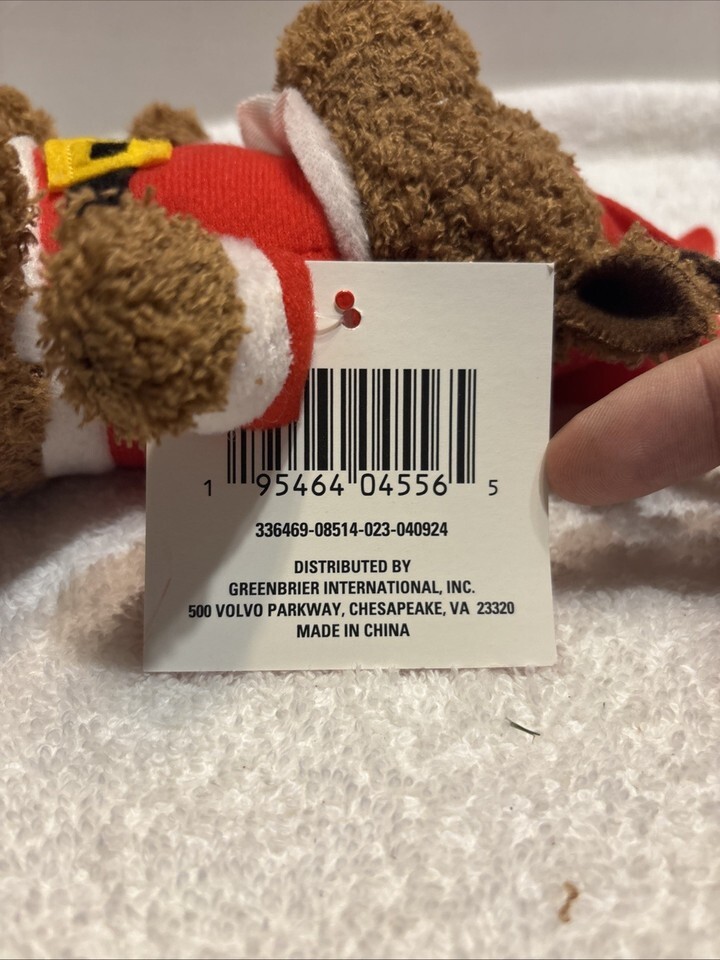 1 95464 04556 5
336469-08514-023-040924
DISTRIBUTED BY
GREENBRIER INTERNATIONAL, INC.
500 VOLVO PARKWAY, CHESAPEAKE, VA 23320
MADE IN CHINA